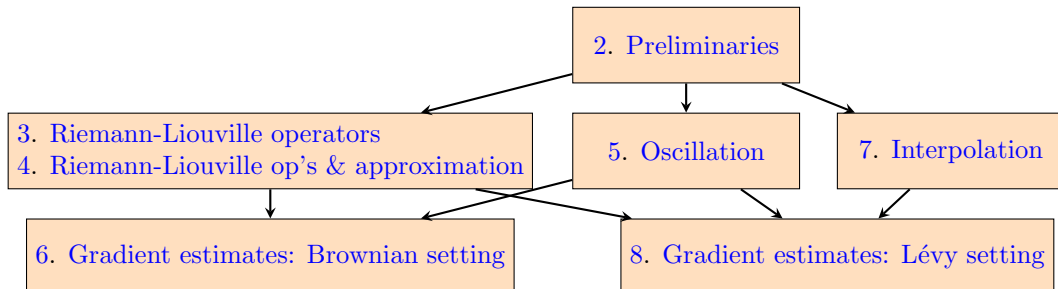 2. Preliminaries
3. Riemann-Liouville operators
4. Riemann-Liouville op's & approximation
5. Oscillation
7. Interpolation
6. Gradient estimates: Brownian setting
8. Gradient estimates: Lévy setting